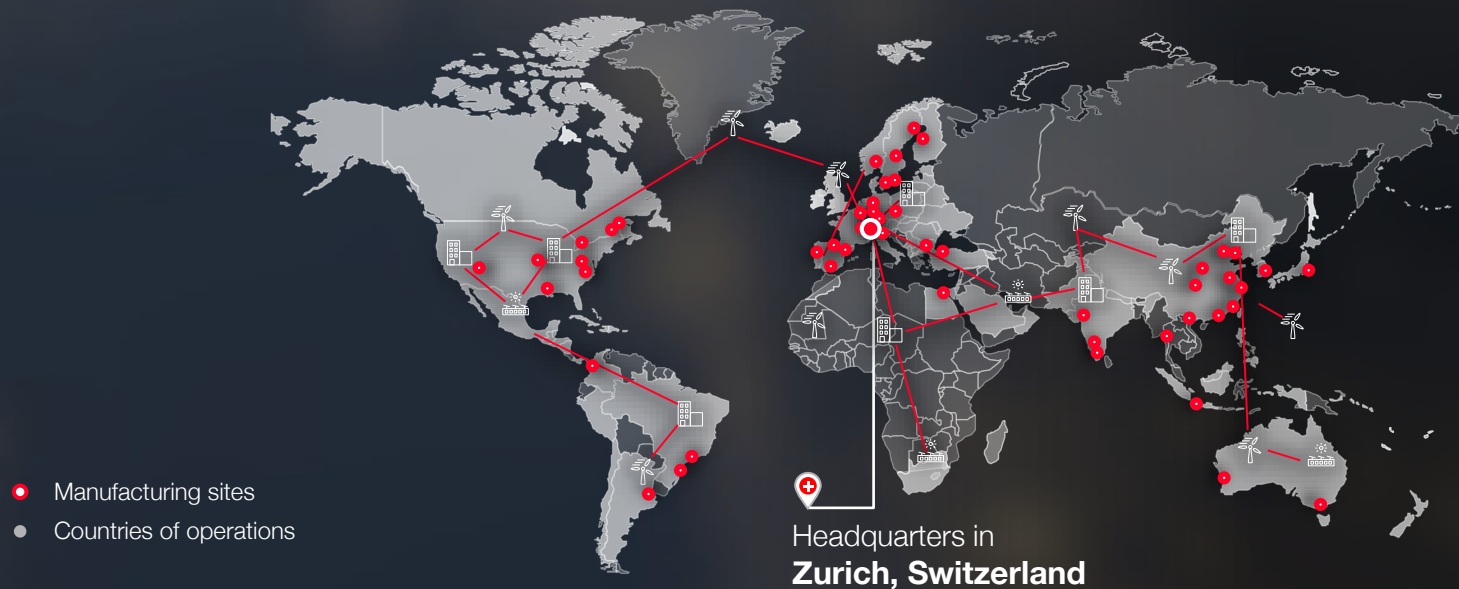 Manufacturing sites
Countries of operations
Headquarters in
Zurich, Switzerland